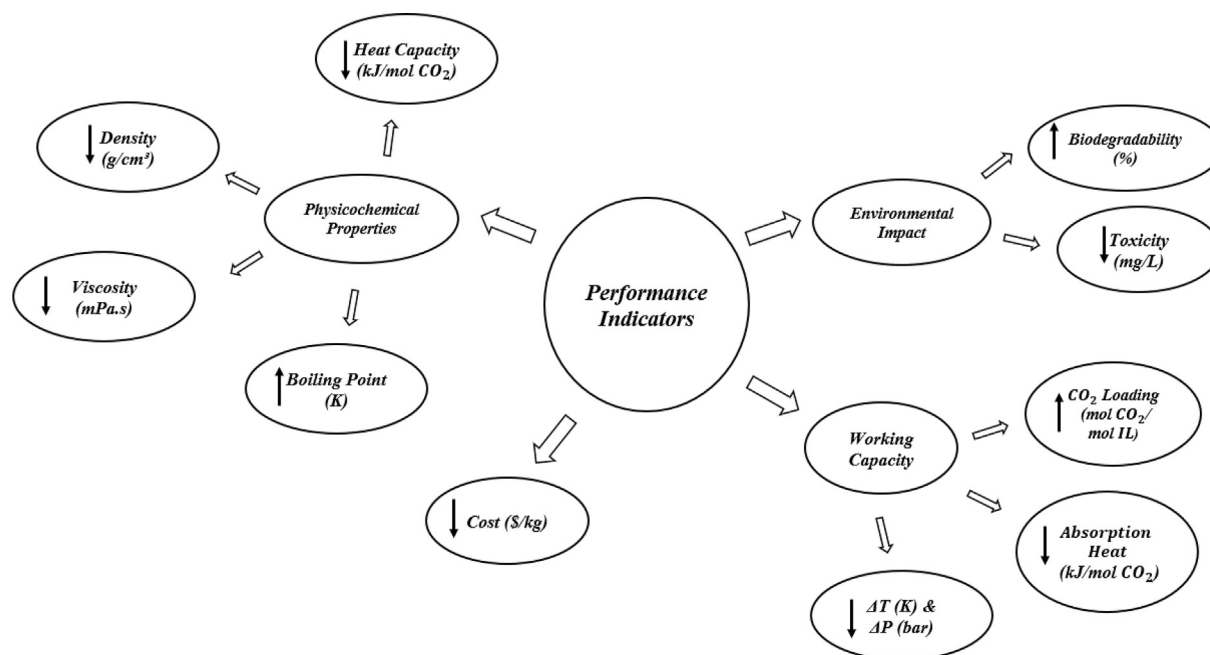 Heat Capacity
(kJ/mol CO₂)
Density
(g/cm³)
Physicochemical
Properties
Viscosity
(mPa.s)
Boiling Point
(K)
Cost ($/kg)
Performance
Indicators
Environmental
Impact
Biodegradability
(%)
Toxicity
(mg/L)
Working
Capacity
CO₂ Loading
(mol CO₂/
mol IL)
Absorption
Heat
(kJ/mol CO₂)
ΔT (K) &
ΔP (bar)